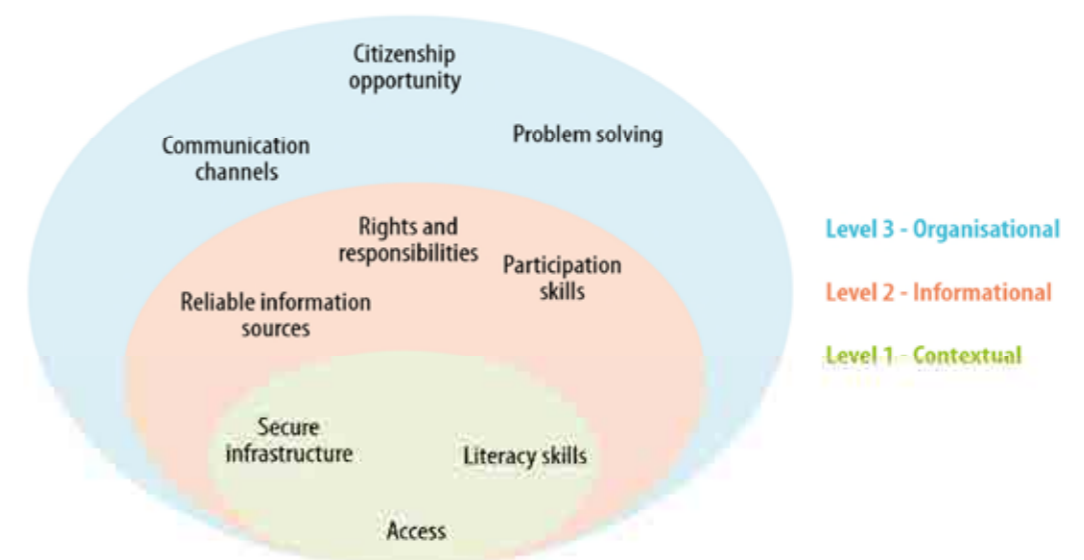 Citizenship
opportunity
Problem solving
Communication
channels
Rights and
responsibilities
Participation
skills
Reliable information
sources
Secure
infrastructure
Literacy skills
Access
Level 3 - Organisational
Level 2 - Informational
Level 1 - Contextual